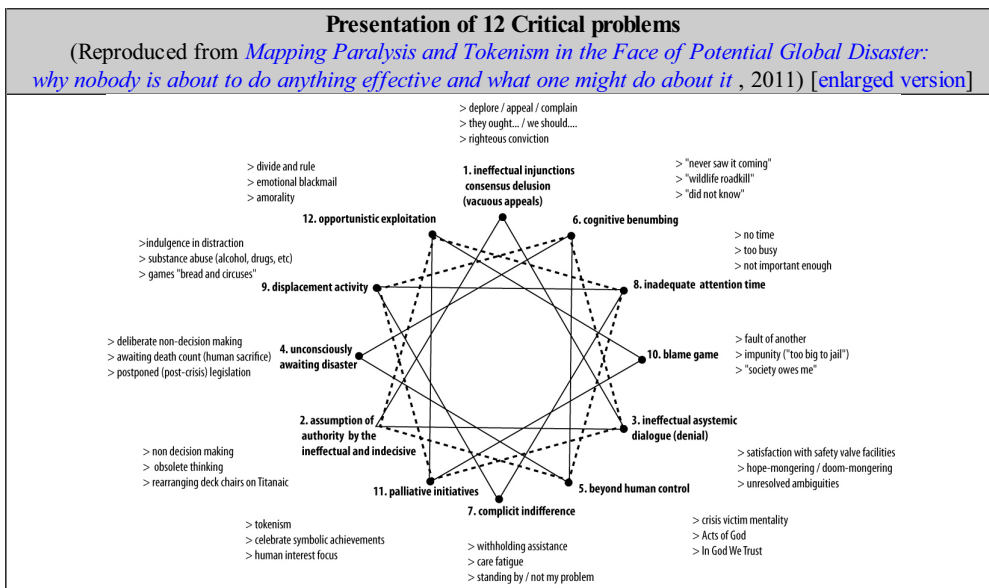 Presentation of 12 Critical problems
(Reproduced from Mapping Paralysis and Tokenism in the Face of Potential Global Disaster:
why nobody is about to do anything effective and what one might do about it , 2011) [enlarged version]
> deplore / appeal / complain
> they ought... / we should....
> righteous conviction
1. ineffectual injunctions
consensus delusion
(vacuous appeals)
> divide and rule
> emotional blackmail
> amorality
12. opportunistic exploitation
> "never saw it coming"
> "wildlife roadkill"
> "did not know"
6. cognitive benumbing
>indulgence in distraction
> substance abuse (alcohol, drugs, etc)
> games "bread and circuses"
9. displacement activity
> no time
> too busy
> not important enough
8. inadequate attention time
> deliberate non-decision making
> awaiting death count (human sacrifice)
> postponed (post-crisis) legislation
4. unconsciously
awaiting disaster
10. blame game
> fault of another
> impunity ("too big to jail")
> "society owes me"
2. assumption of
authority by the
ineffectual and indecisive
> non decision making
> obsolete thinking
> rearranging deck chairs on Titanaic
3. ineffectual asystemic
dialogue (denial)
> satisfaction with safety valve facilities
> hope-mongering / doom-mongering
> unresolved ambiguities
11. palliative initiatives
> tokenism
> celebrate symbolic achievements
> human interest focus
7. complicit indifference
> withholding assistance
> care fatigue
> standing by / not my problem
5. beyond human control
> crisis victim mentality
> Acts of God
> In God We Trust